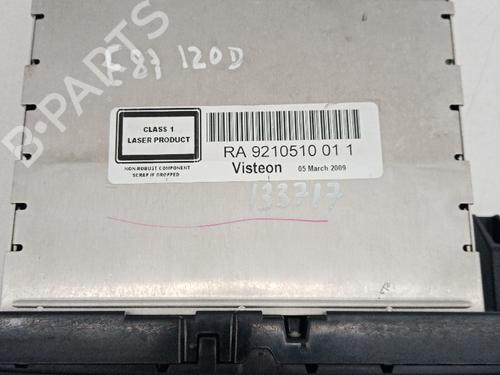 E87 120D
CLASS 1
LASER PRODUCT
NON ROBUST COMPONENT
SCRAP IF DROPPED
RA 9210510 01 1
Visteon 05 March 2009
133717
B-PARTS